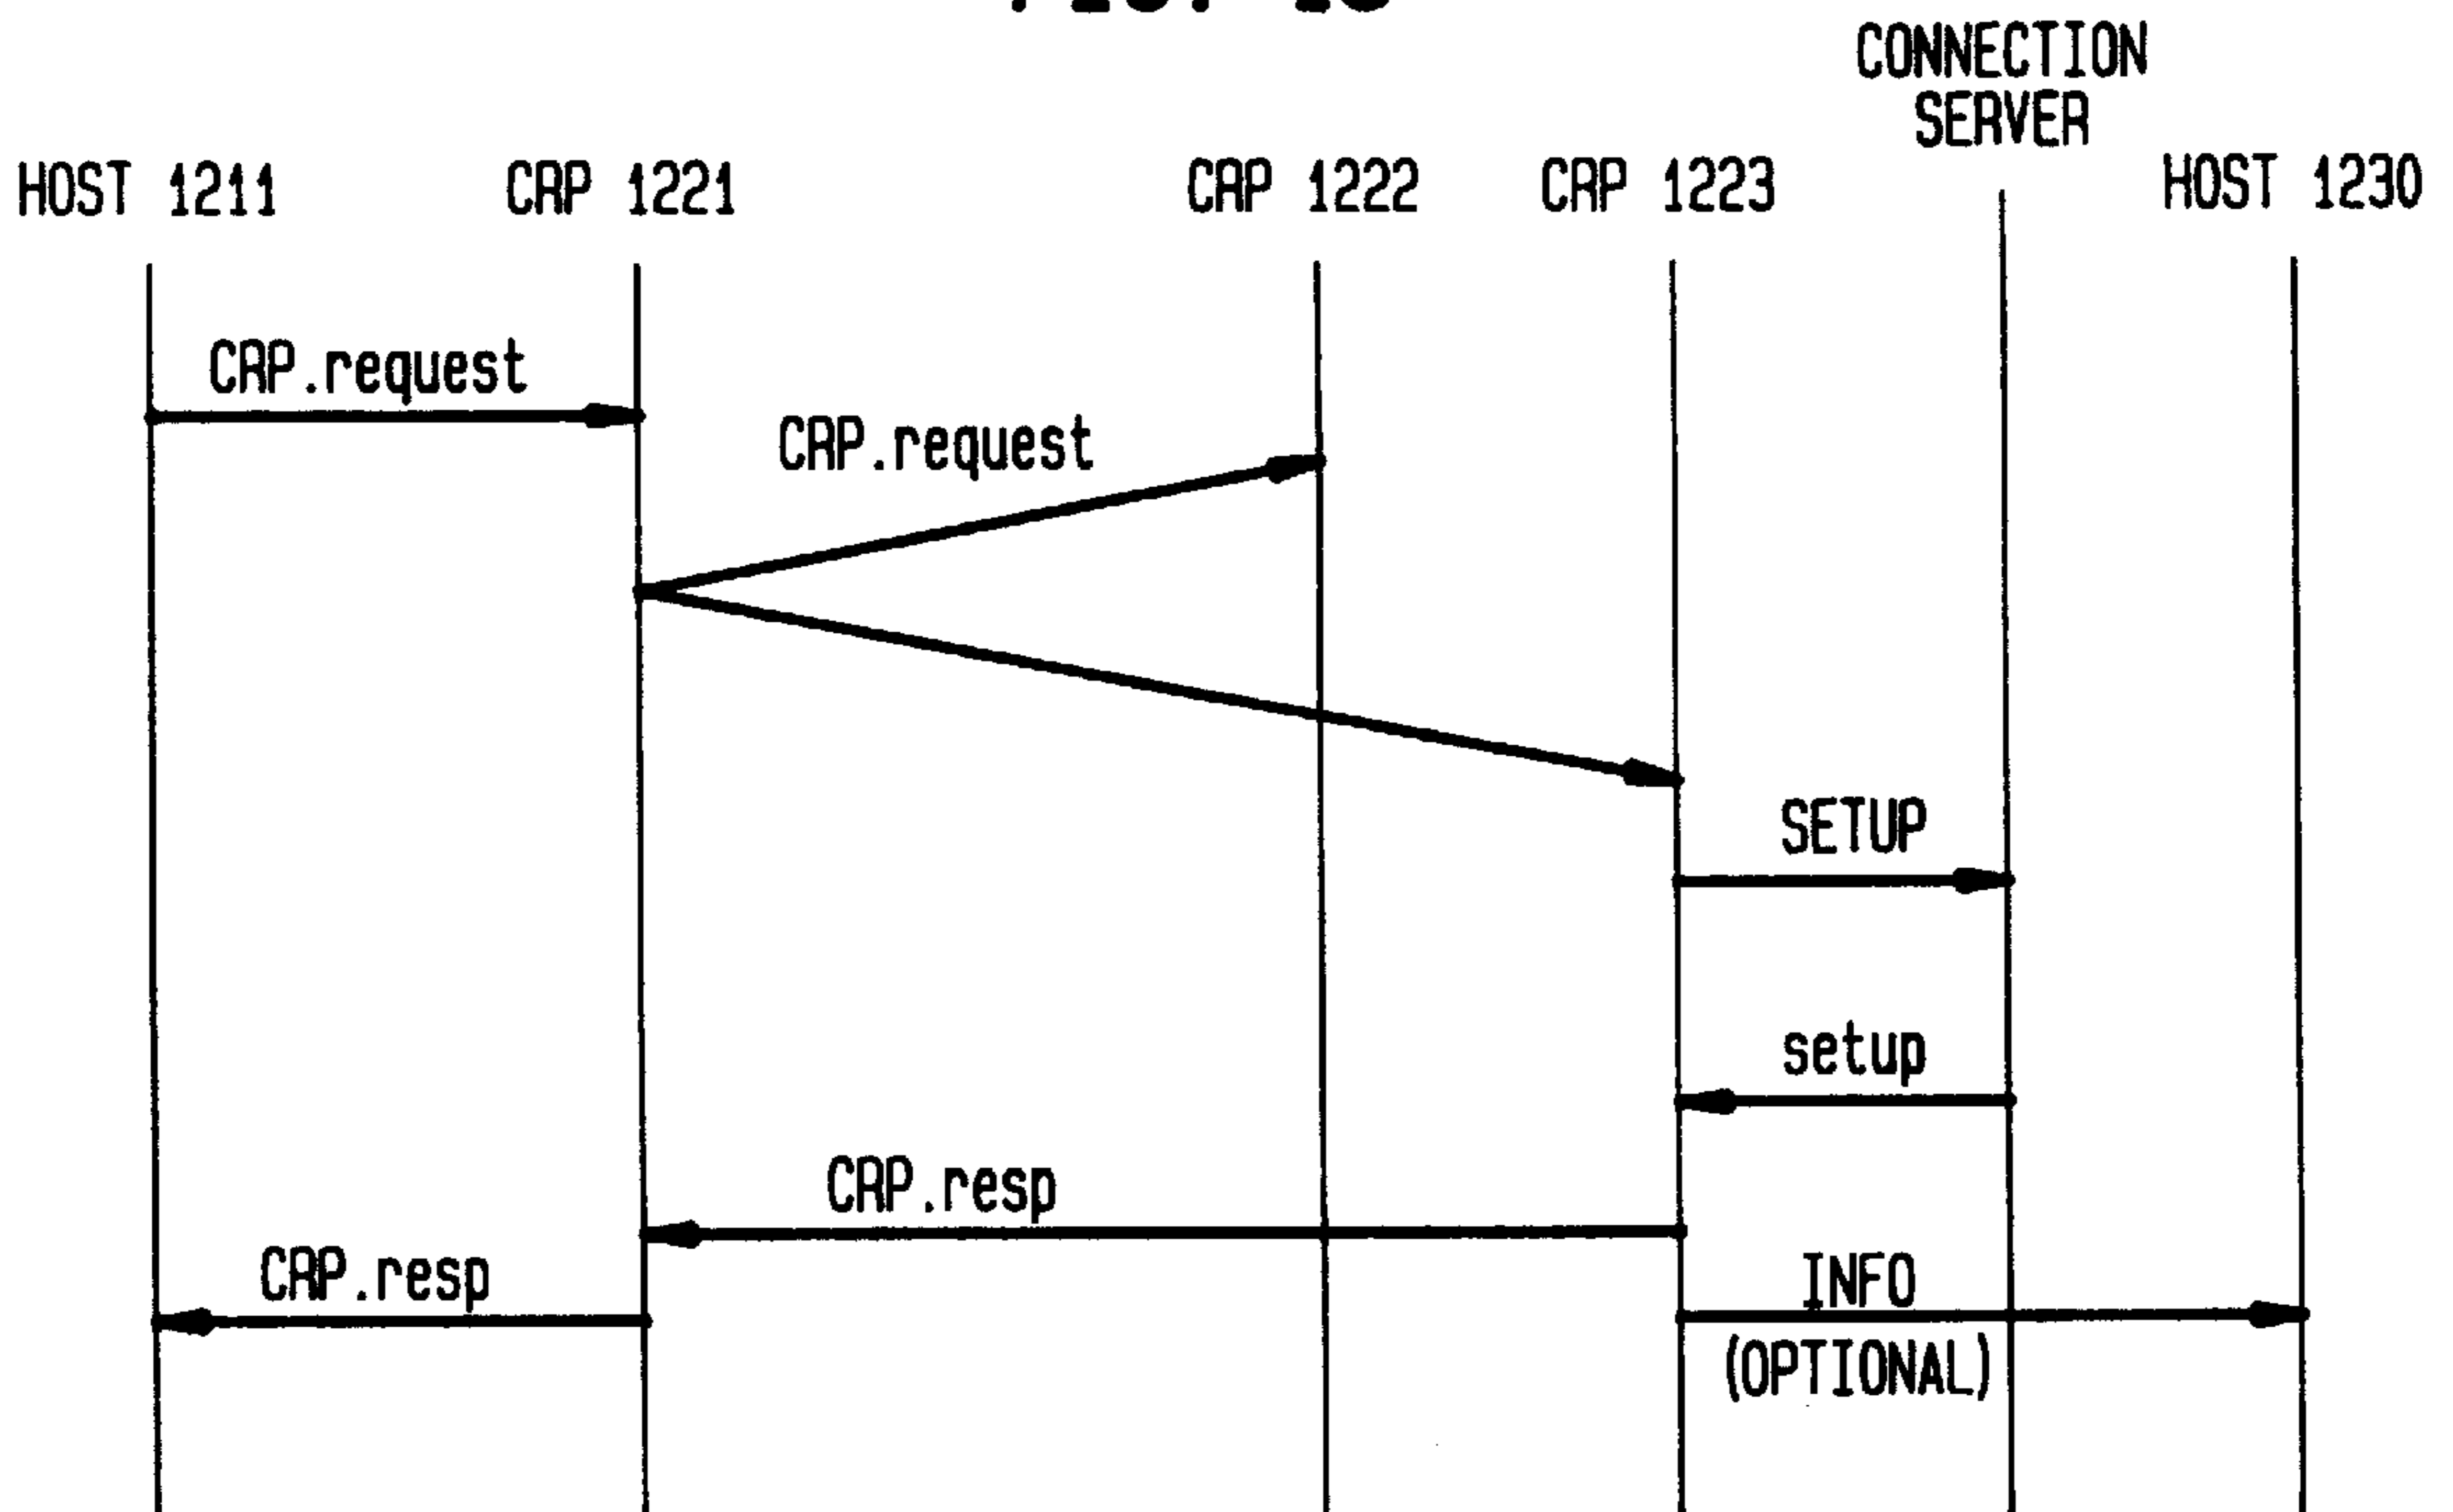 CONNECTION
SERVER
HOST 1211
CRP 1221
CRP 1222
CRP 1223
HOST 1230
CRP.request
CRP.request
SETUP
setup
CRP.resp
CRP.resp
INFO
(OPTIONAL)